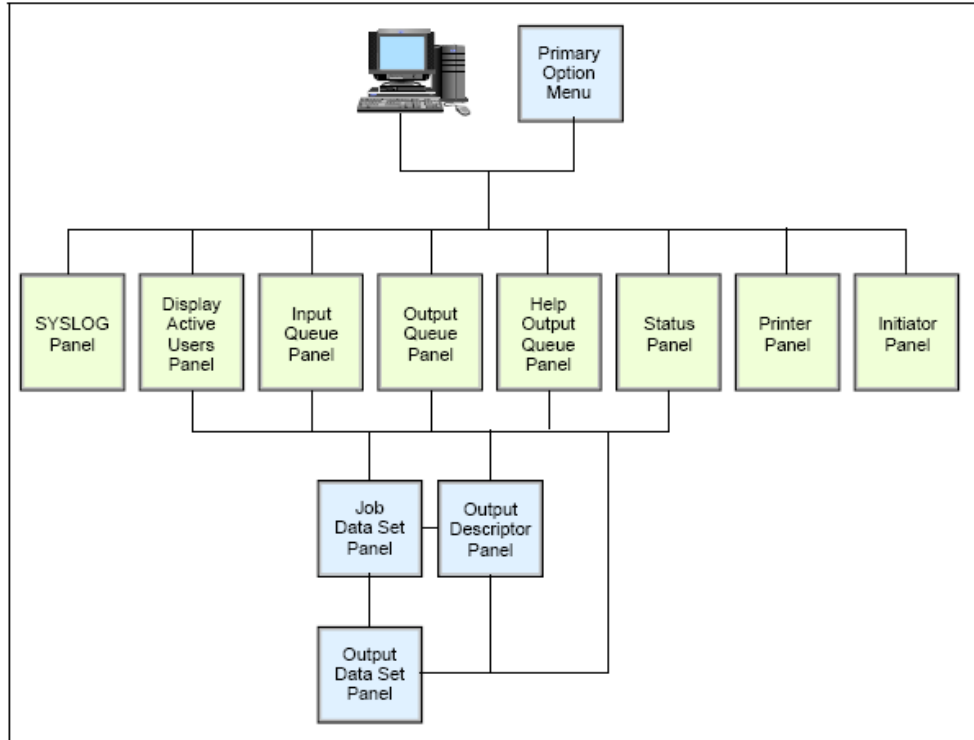 Primary
Option
Menu
SYSLOG
Panel
Display
Active
Users
Panel
Input
Queue
Panel
Output
Queue
Panel
Help
Output
Queue
Panel
Status
Panel
Printer
Panel
Initiator
Panel
Job
Data Set
Panel
Output
Descriptor
Panel
Output
Data Set
Panel